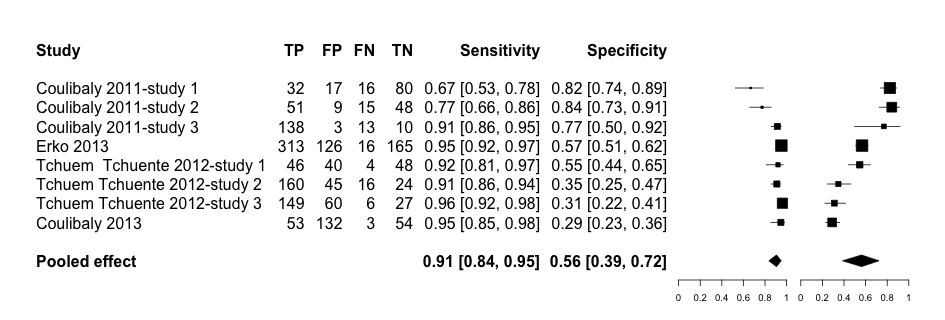 Study TP FP FN TN Sensitivity Specificity
Coulibaly 2011-study 1 32 17 16 80 0.67 [0.53, 0.78] 0.82 [0.74, 0.89]
Coulibaly 2011-study 2 51 9 15 48 0.77 [0.66, 0.86] 0.84 [0.73, 0.91]
Coulibaly 2011-study 3 138 3 13 10 0.91 [0.86, 0.95] 0.77 [0.50, 0.92]
Erko 2013 313 126 16 165 0.95 [0.92, 0.97] 0.57 [0.51, 0.62]
Tchuem  Tchuente 2012-study 1 46 40 4 48 0.92 [0.81, 0.97] 0.55 [0.44, 0.65]
Tchuem Tchuente 2012-study 2 160 45 16 24 0.91 [0.86, 0.94] 0.35 [0.25, 0.47]
Tchuem Tchuente 2012-study 3 149 60 6 27 0.96 [0.92, 0.98] 0.31 [0.22, 0.41]
Coulibaly 2013 53 132 3 54 0.95 [0.85, 0.98] 0.29 [0.23, 0.36]
Pooled effect 0.91 [0.84, 0.95] 0.56 [0.39, 0.72]
0 0.2 0.4 0.6 0.8 1 0 0.2 0.4 0.6 0.8 1